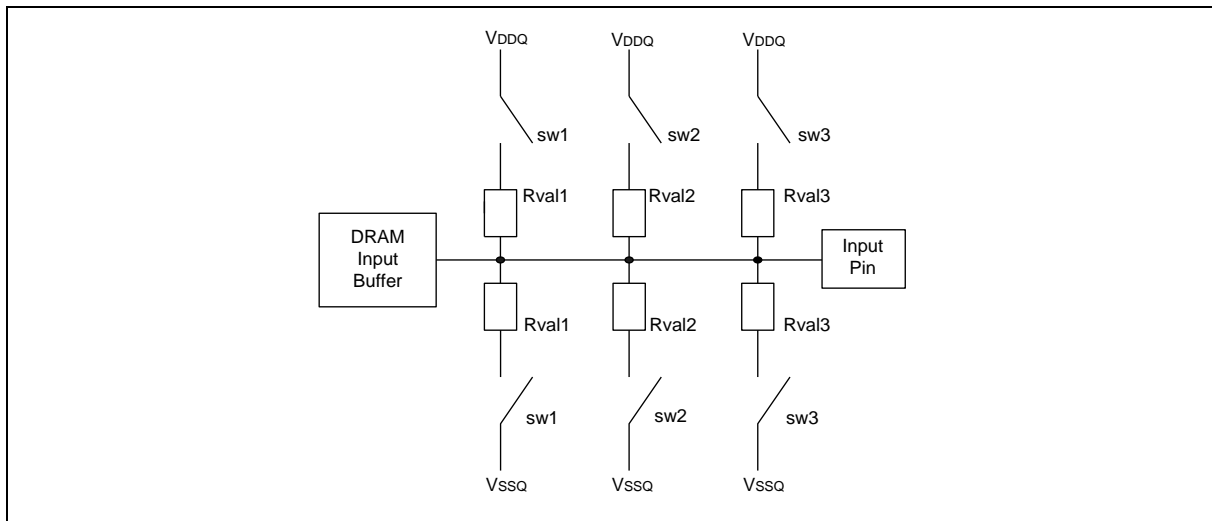 VDDQ VDDQ VDDQ
sw1 sw2 sw3
Rval1 Rval2 Rval3
DRAM
Input
Buffer
Input
Pin
Rval1 Rval2 Rval3
sw1 sw2 sw3
VSSQ VSSQ VSSQ